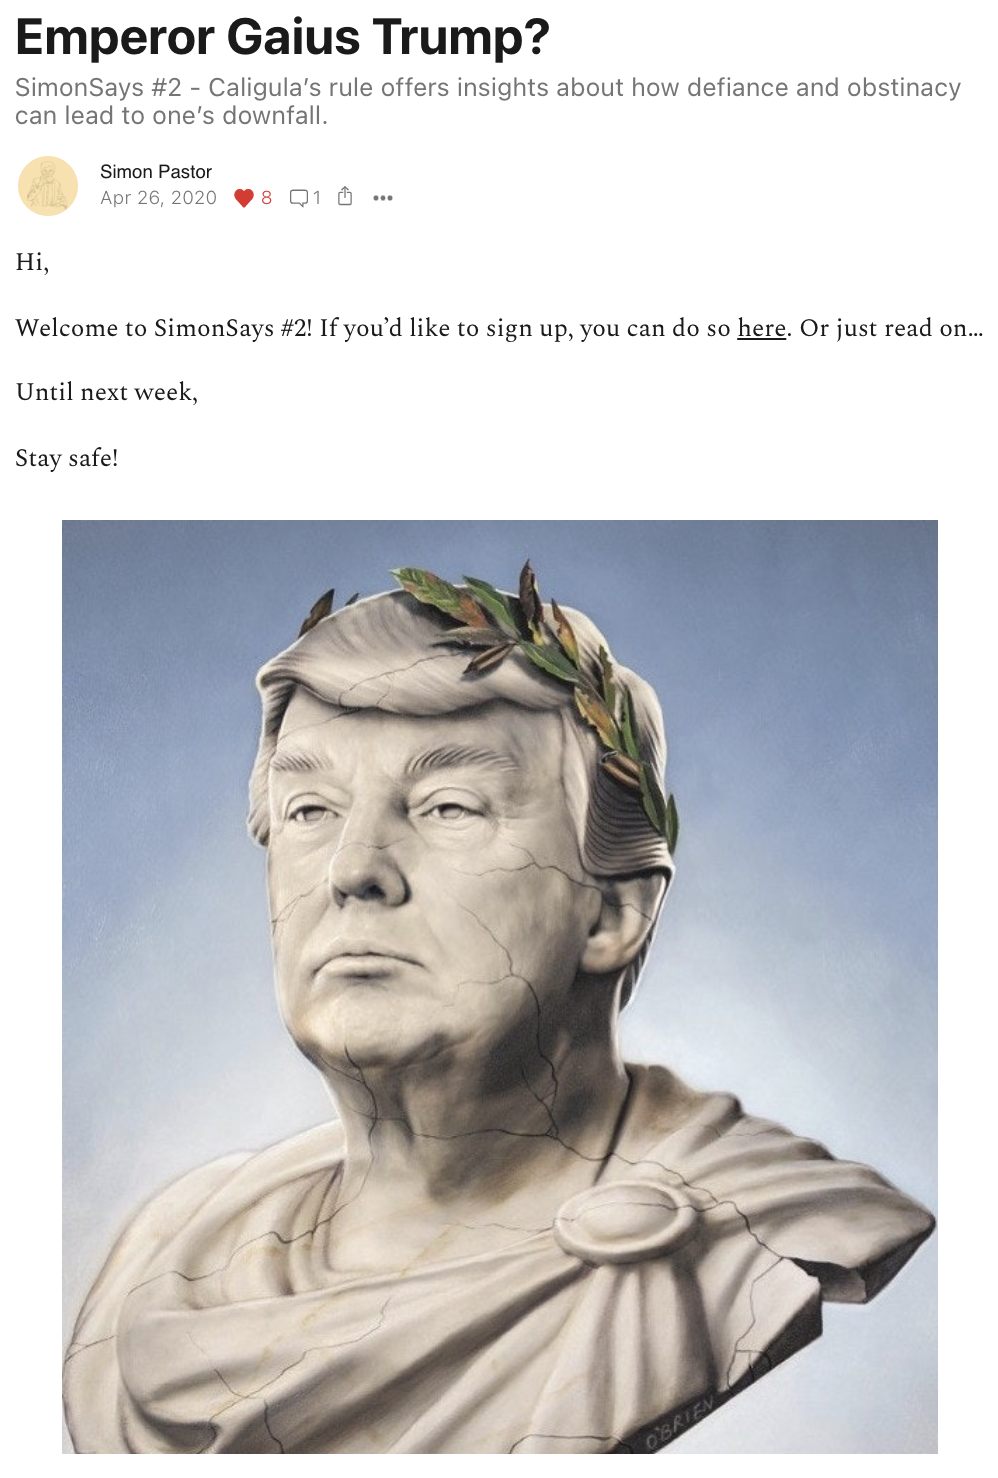 Emperor Gaius Trump?
SimonSays #2 - Caligula’s rule offers insights about how defiance and obstinacy
can lead to one’s downfall.
Simon Pastor
Apr 26, 2020 8 1
Hi,
Welcome to SimonSays #2! If you’d like to sign up, you can do so here. Or just read on…
Until next week,
Stay safe!
O'BRIEN